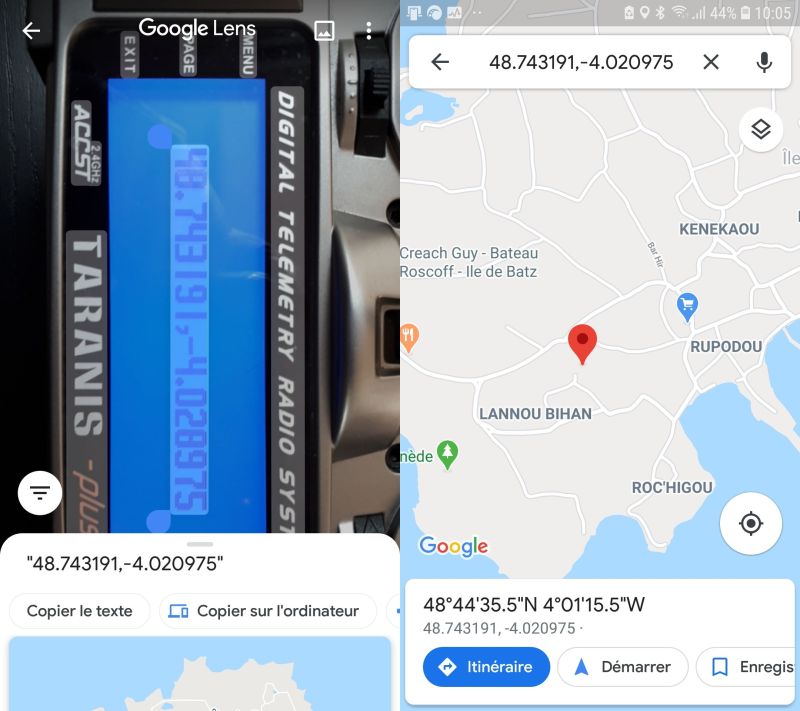 Google Lens
EXIT
PAGE
MENU
ACCST
2.4GHz
TARANIS
-plus
48.743191,-4.020975
DIGITAL TELEMETRY RADIO SYST
"48.743191,-4.020975"
Copier le texte
Copier sur l'ordinateur
44% 10:05
48.743191,-4.020975
Île
KENEKAOU
Bar Hir
Creach Guy - Bateau
Roscoff - Ile de Batz
RUPODOU
LANNOU BIHAN
nède
ROC'HIGOU
Google
48°44'35.5"N 4°01'15.5"W
48.743191, -4.020975 ·
Itinéraire
Démarrer
Enregis